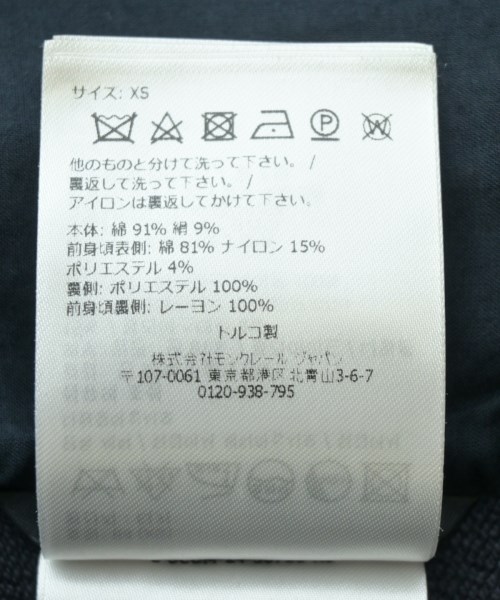 サイズ: XS
他のものと分けて洗って下さい。 /
裏返して洗って下さい。 /
アイロンは裏返してかけて下さい。
本体: 綿 91% 絹 9%
前身頃表側: 綿 81% ナイロン 15%
ポリエステル 4%
裏側: ポリエステル 100%
前身頃裏側: レーヨン 100%
トルコ製
株式会社モンクレール ジャパン
〒107-0061 東京都港区北青山3-6-7
0120-938-795